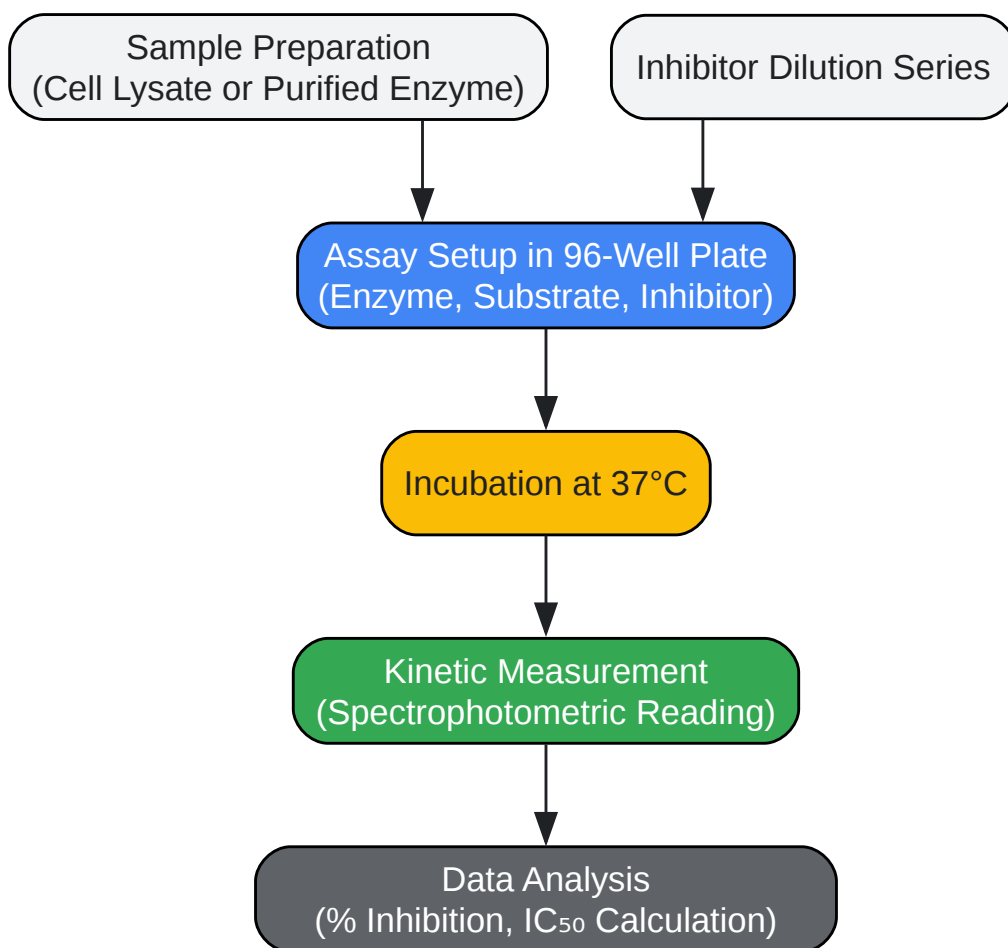 Sample Preparation
(Cell Lysate or Purified Enzyme)
Inhibitor Dilution Series
Assay Setup in 96-Well Plate
(Enzyme, Substrate, Inhibitor)
Incubation at 37°C
Kinetic Measurement
(Spectrophotometric Reading)
Data Analysis
(% Inhibition, IC₅₀ Calculation)